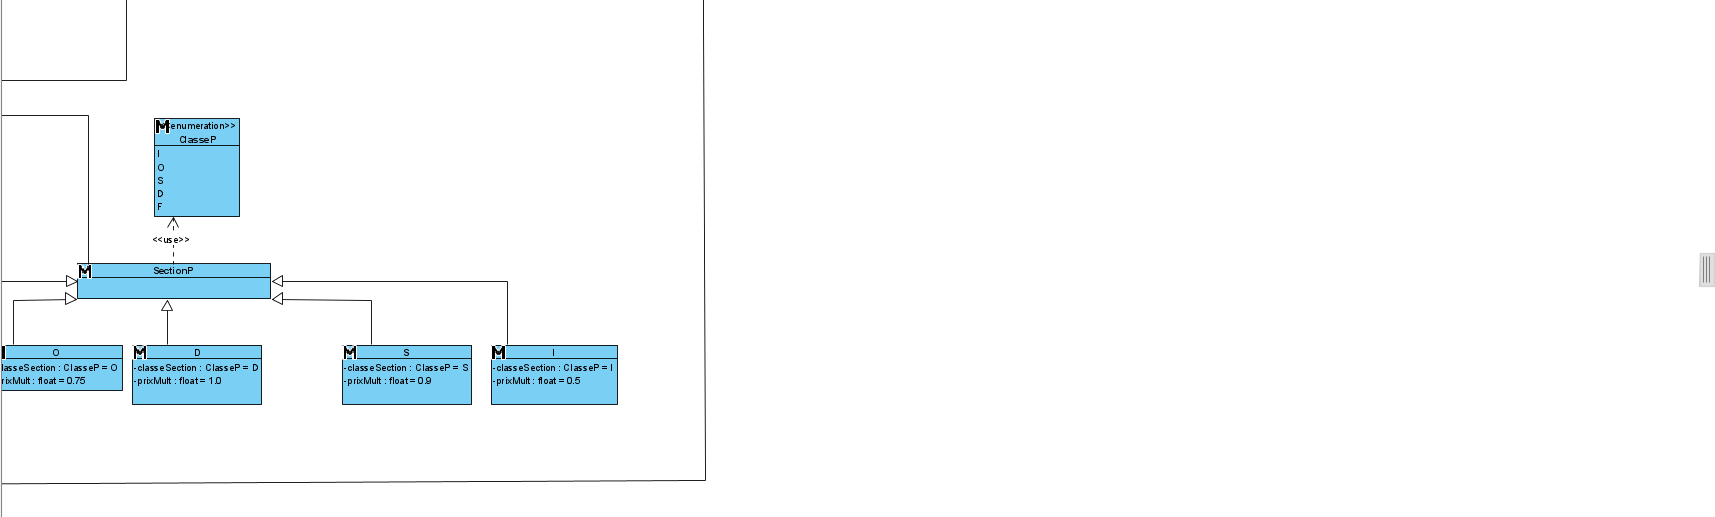 enumeration>>
ClasseP
I
O
S
D
F
<<use>>
SectionP
O
lasseSection : ClasseP = O
rixMult : float = 0.75
D
-classeSection : ClasseP = D
-prixMult : float = 1.0
S
-classeSection : ClasseP = S
-prixMult : float = 0.9
I
-classeSection : ClasseP = I
-prixMult : float = 0.5